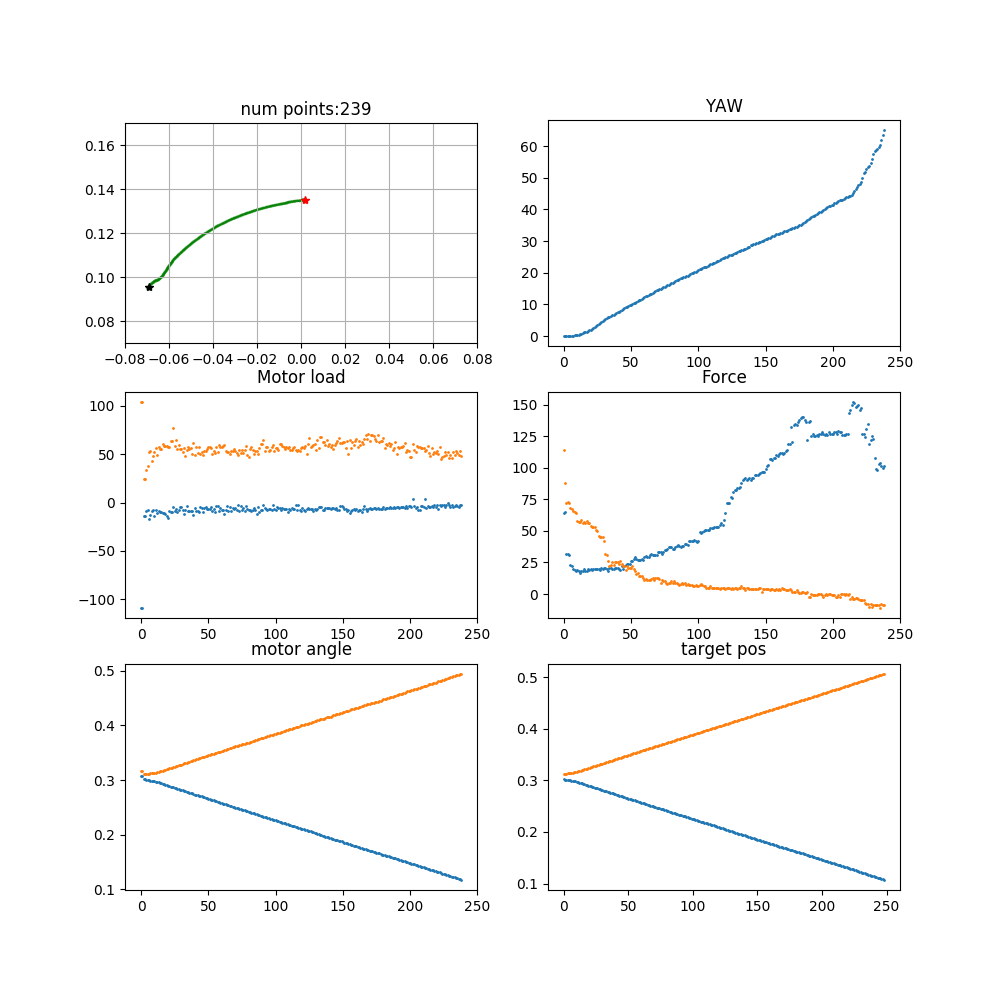 num points:239
YAW
0.16
0.14
0.12
0.10
0.08
−0.08 −0.06 −0.04 −0.02 0.00 0.02 0.04 0.06 0.08
60
50
40
30
20
10
0
0 50 100 150 200 250
Motor load
Force
100
50
0
−50
−100
0 50 100 150 200 250
150
125
100
75
50
25
0
0 50 100 150 200 250
motor angle
target pos
0.5
0.4
0.3
0.2
0.1
0 50 100 150 200 250
0.5
0.4
0.3
0.2
0.1
0 50 100 150 200 250